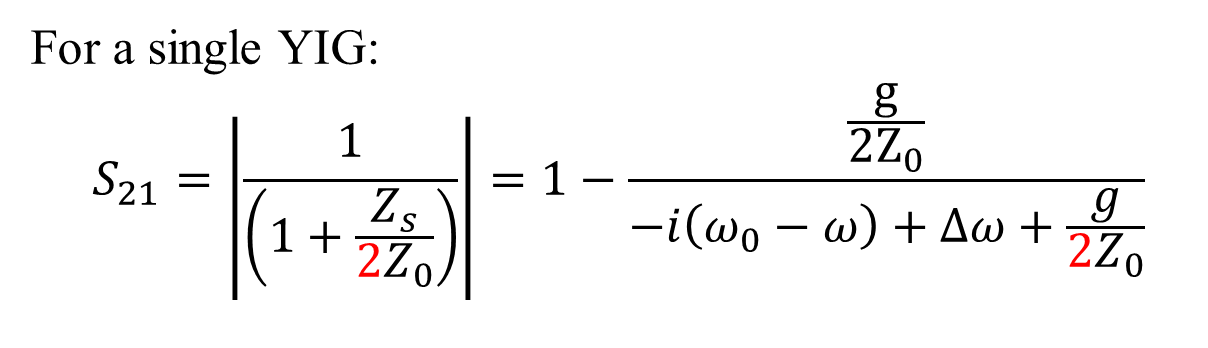 For a single YIG:
S₂₁ = |1 / (1 + Zₛ/2Z₀)| = 1 − (g/2Z₀) / (−i(ω₀ − ω) + Δω + g/2Z₀)